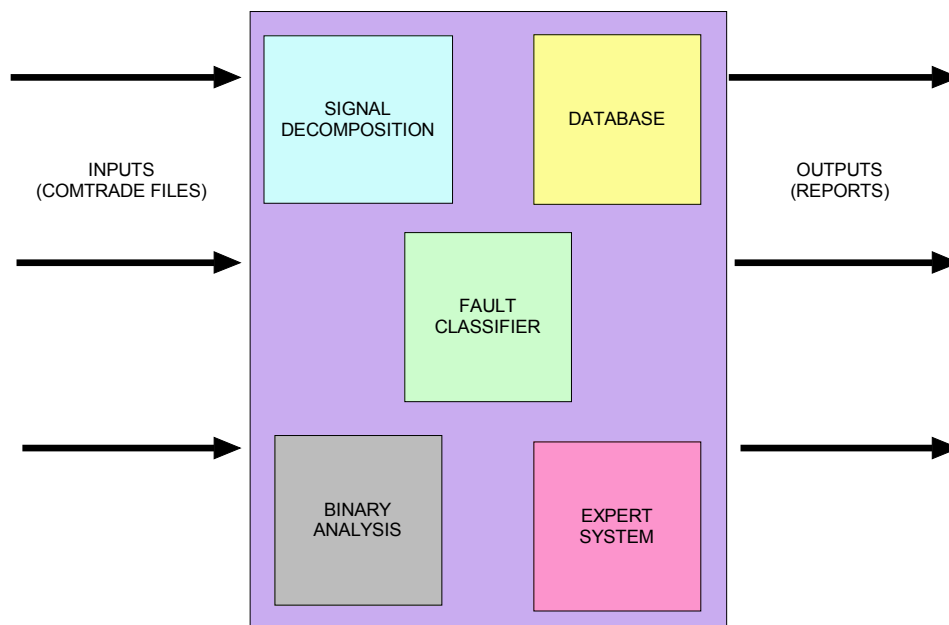 SIGNAL
DECOMPOSITION
DATABASE
INPUTS
(COMTRADE FILES)
OUTPUTS
(REPORTS)
FAULT
CLASSIFIER
BINARY
ANALYSIS
EXPERT
SYSTEM